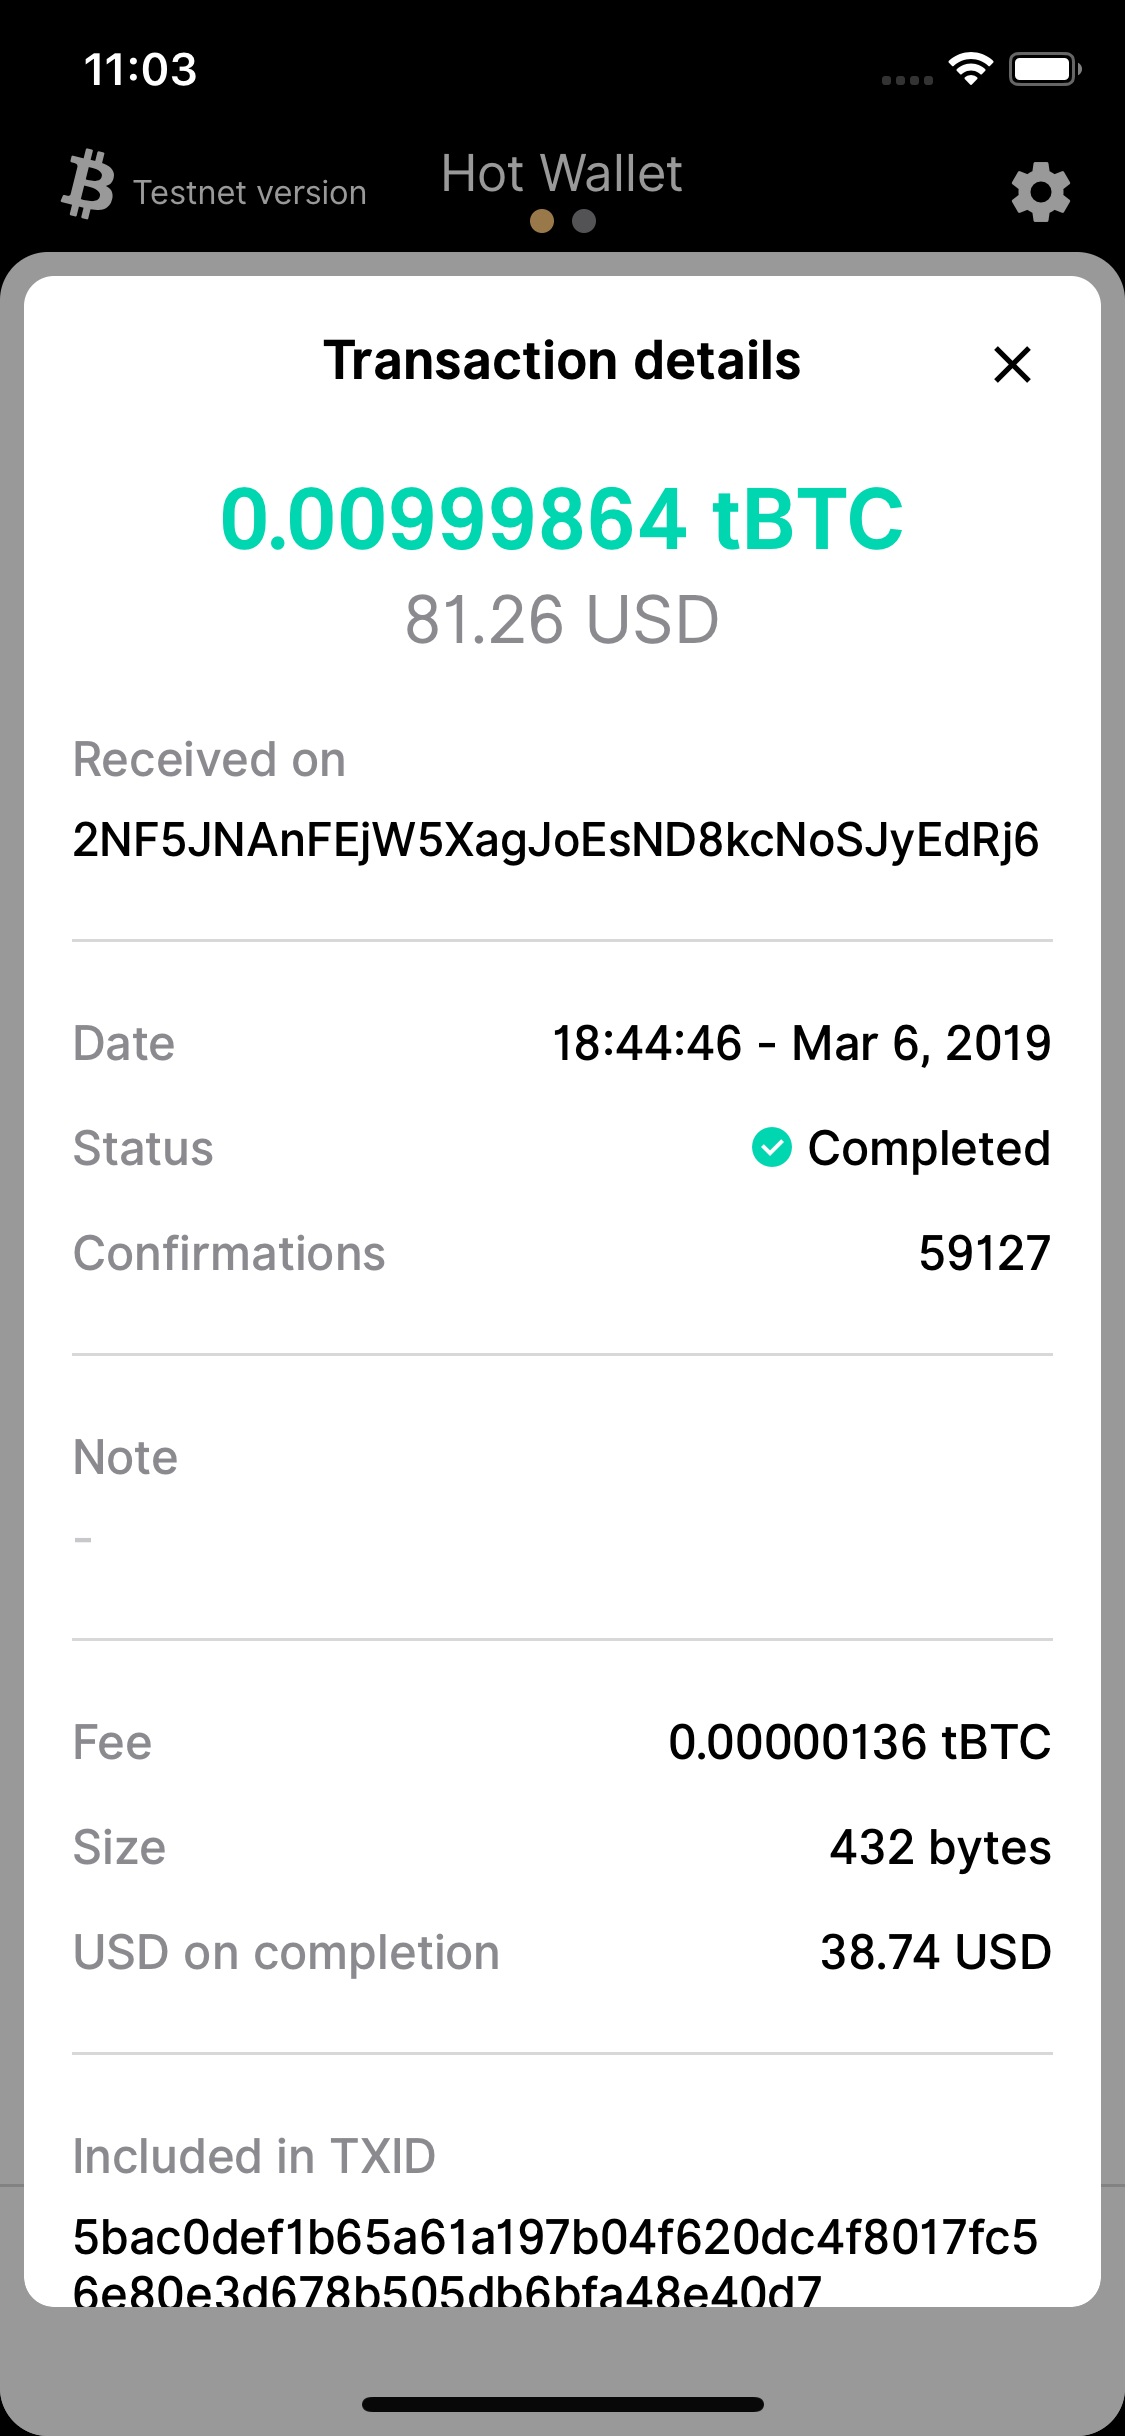 11:03
Testnet version
Hot Wallet
Transaction details
0.00999864 tBTC
81.26 USD
Received on
2NF5JNAnFEjW5XagJoEsND8kcNoSJyEdRj6
Date 18:44:46 - Mar 6, 2019
Status Completed
Confirmations 59127
Note
-
Fee 0.00000136 tBTC
Size 432 bytes
USD on completion 38.74 USD
Included in TXID
5bac0def1b65a61a197b04f620dc4f8017fc5
6e80e3d678b505db6bfa48e40d7